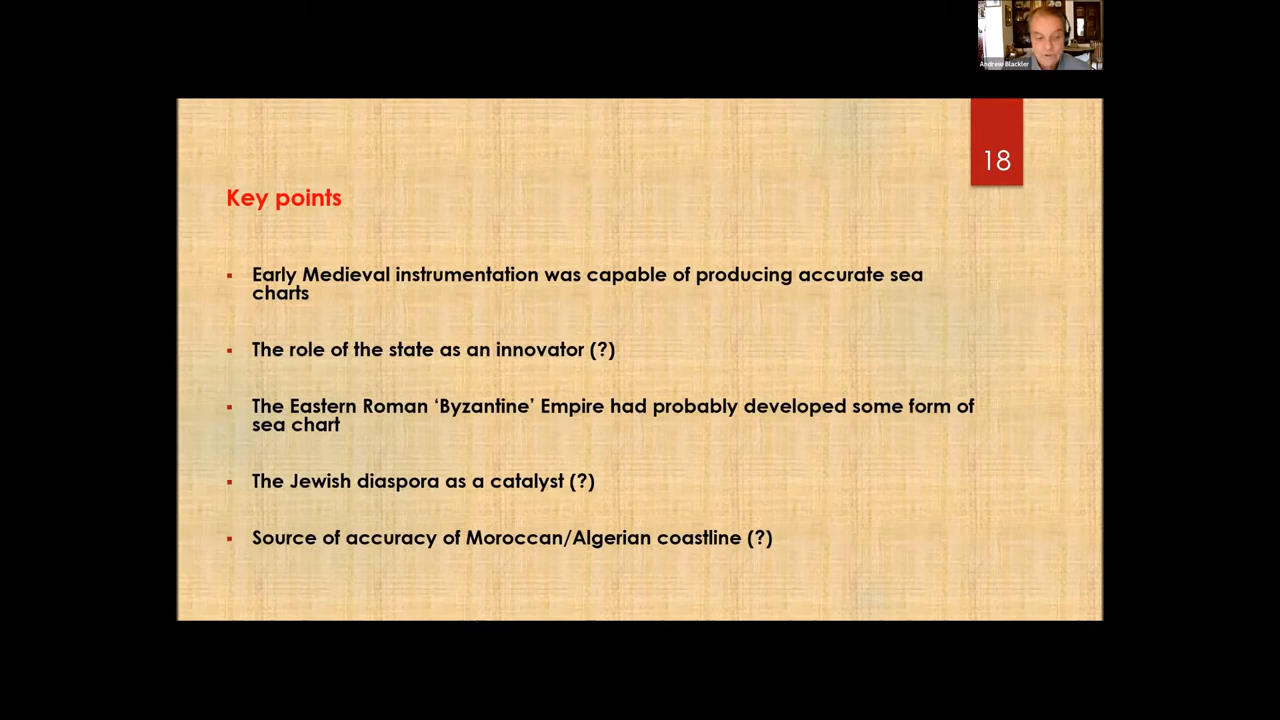 Andrew Blackler
18
Key points
▪ Early Medieval instrumentation was capable of producing accurate sea
charts
▪ The role of the state as an innovator (?)
▪ The Eastern Roman ‘Byzantine’ Empire had probably developed some form of
sea chart
▪ The Jewish diaspora as a catalyst (?)
▪ Source of accuracy of Moroccan/Algerian coastline (?)